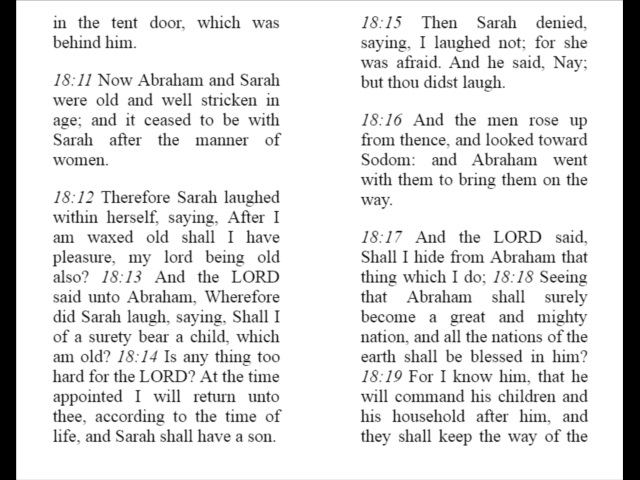 in the tent door, which was
behind him.
18:11 Now Abraham and Sarah
were old and well stricken in
age; and it ceased to be with
Sarah after the manner of
women.
18:12 Therefore Sarah laughed
within herself, saying, After I
am waxed old shall I have
pleasure, my lord being old
also? 18:13 And the LORD
said unto Abraham, Wherefore
did Sarah laugh, saying, Shall I
of a surety bear a child, which
am old? 18:14 Is any thing too
hard for the LORD? At the time
appointed I will return unto
thee, according to the time of
life, and Sarah shall have a son.
18:15 Then Sarah denied,
saying, I laughed not; for she
was afraid. And he said, Nay;
but thou didst laugh.
18:16 And the men rose up
from thence, and looked toward
Sodom: and Abraham went
with them to bring them on the
way.
18:17 And the LORD said,
Shall I hide from Abraham that
thing which I do; 18:18 Seeing
that Abraham shall surely
become a great and mighty
nation, and all the nations of the
earth shall be blessed in him?
18:19 For I know him, that he
will command his children and
his household after him, and
they shall keep the way of the